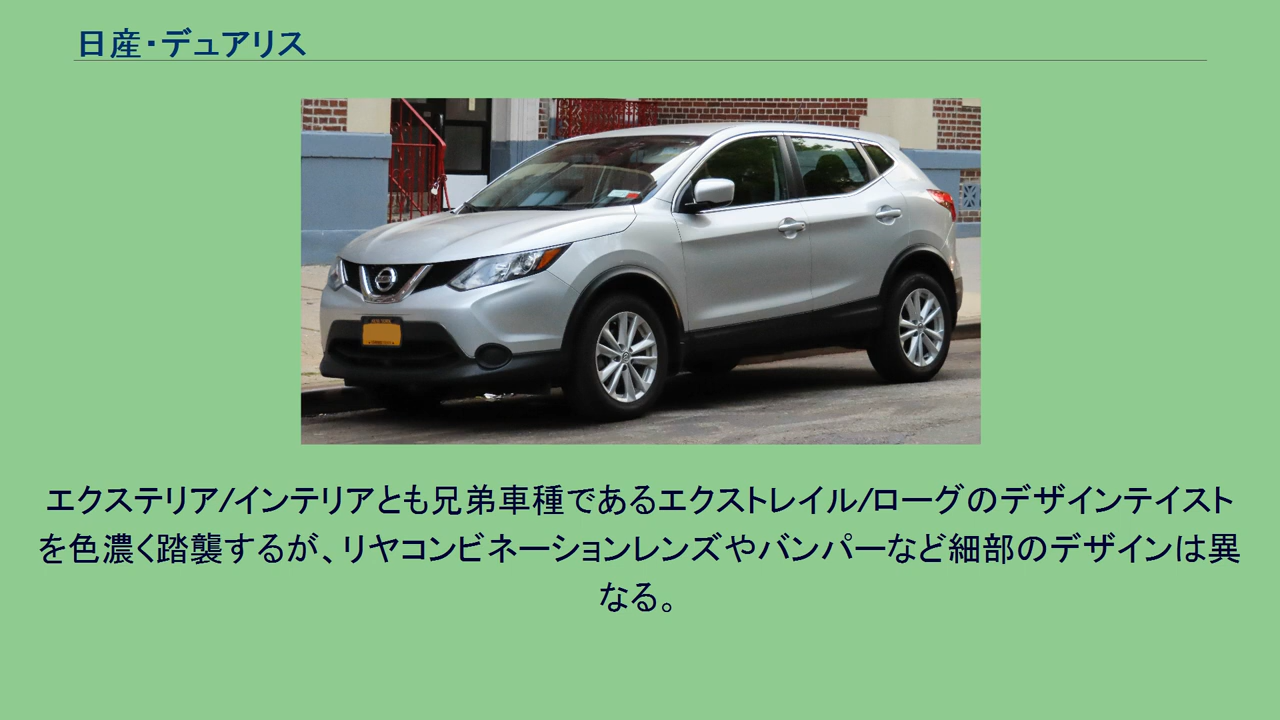 日産・デュアリス
エクステリア/インテリアとも兄弟車種であるエクストレイル/ローグのデザインテイスト
を色濃く踏襲するが、リヤコンビネーションレンズやバンパーなど細部のデザインは異
なる。